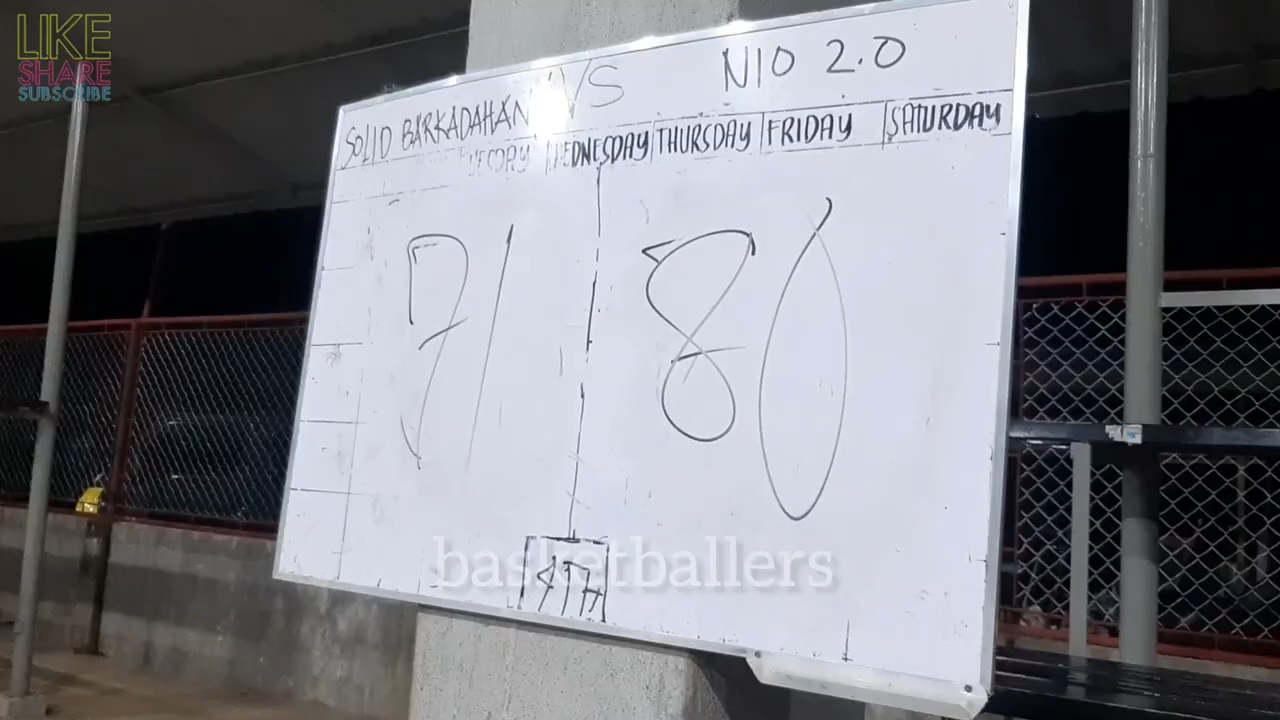 LIKE
SHARE
SUBSCRIBE
SOLID BARKADAHAN VS NIO 2.0
WEDNESDAY THURSDAY FRIDAY SATURDAY
71 80
basketballers
4TH